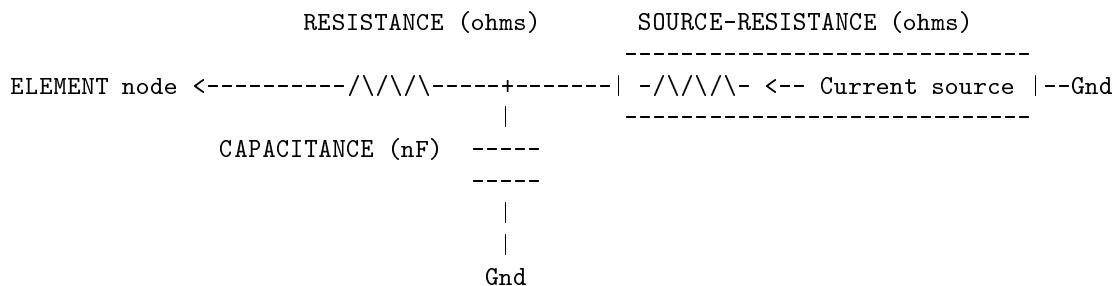 RESISTANCE (ohms) SOURCE-RESISTANCE (ohms)
-----------------------------
ELEMENT node <----------/\/\/\-----+-------| -/\/\/\- <-- Current source |--Gnd
| -----------------------------
CAPACITANCE (nF) -----
-----
|
|
Gnd